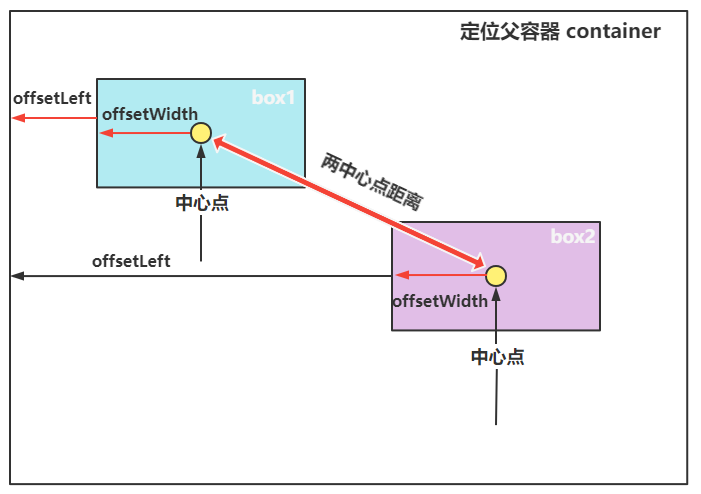 定位父容器 container
offsetLeft
box1
offsetWidth
两中心点距离
中心点
box2
offsetLeft
offsetWidth
中心点